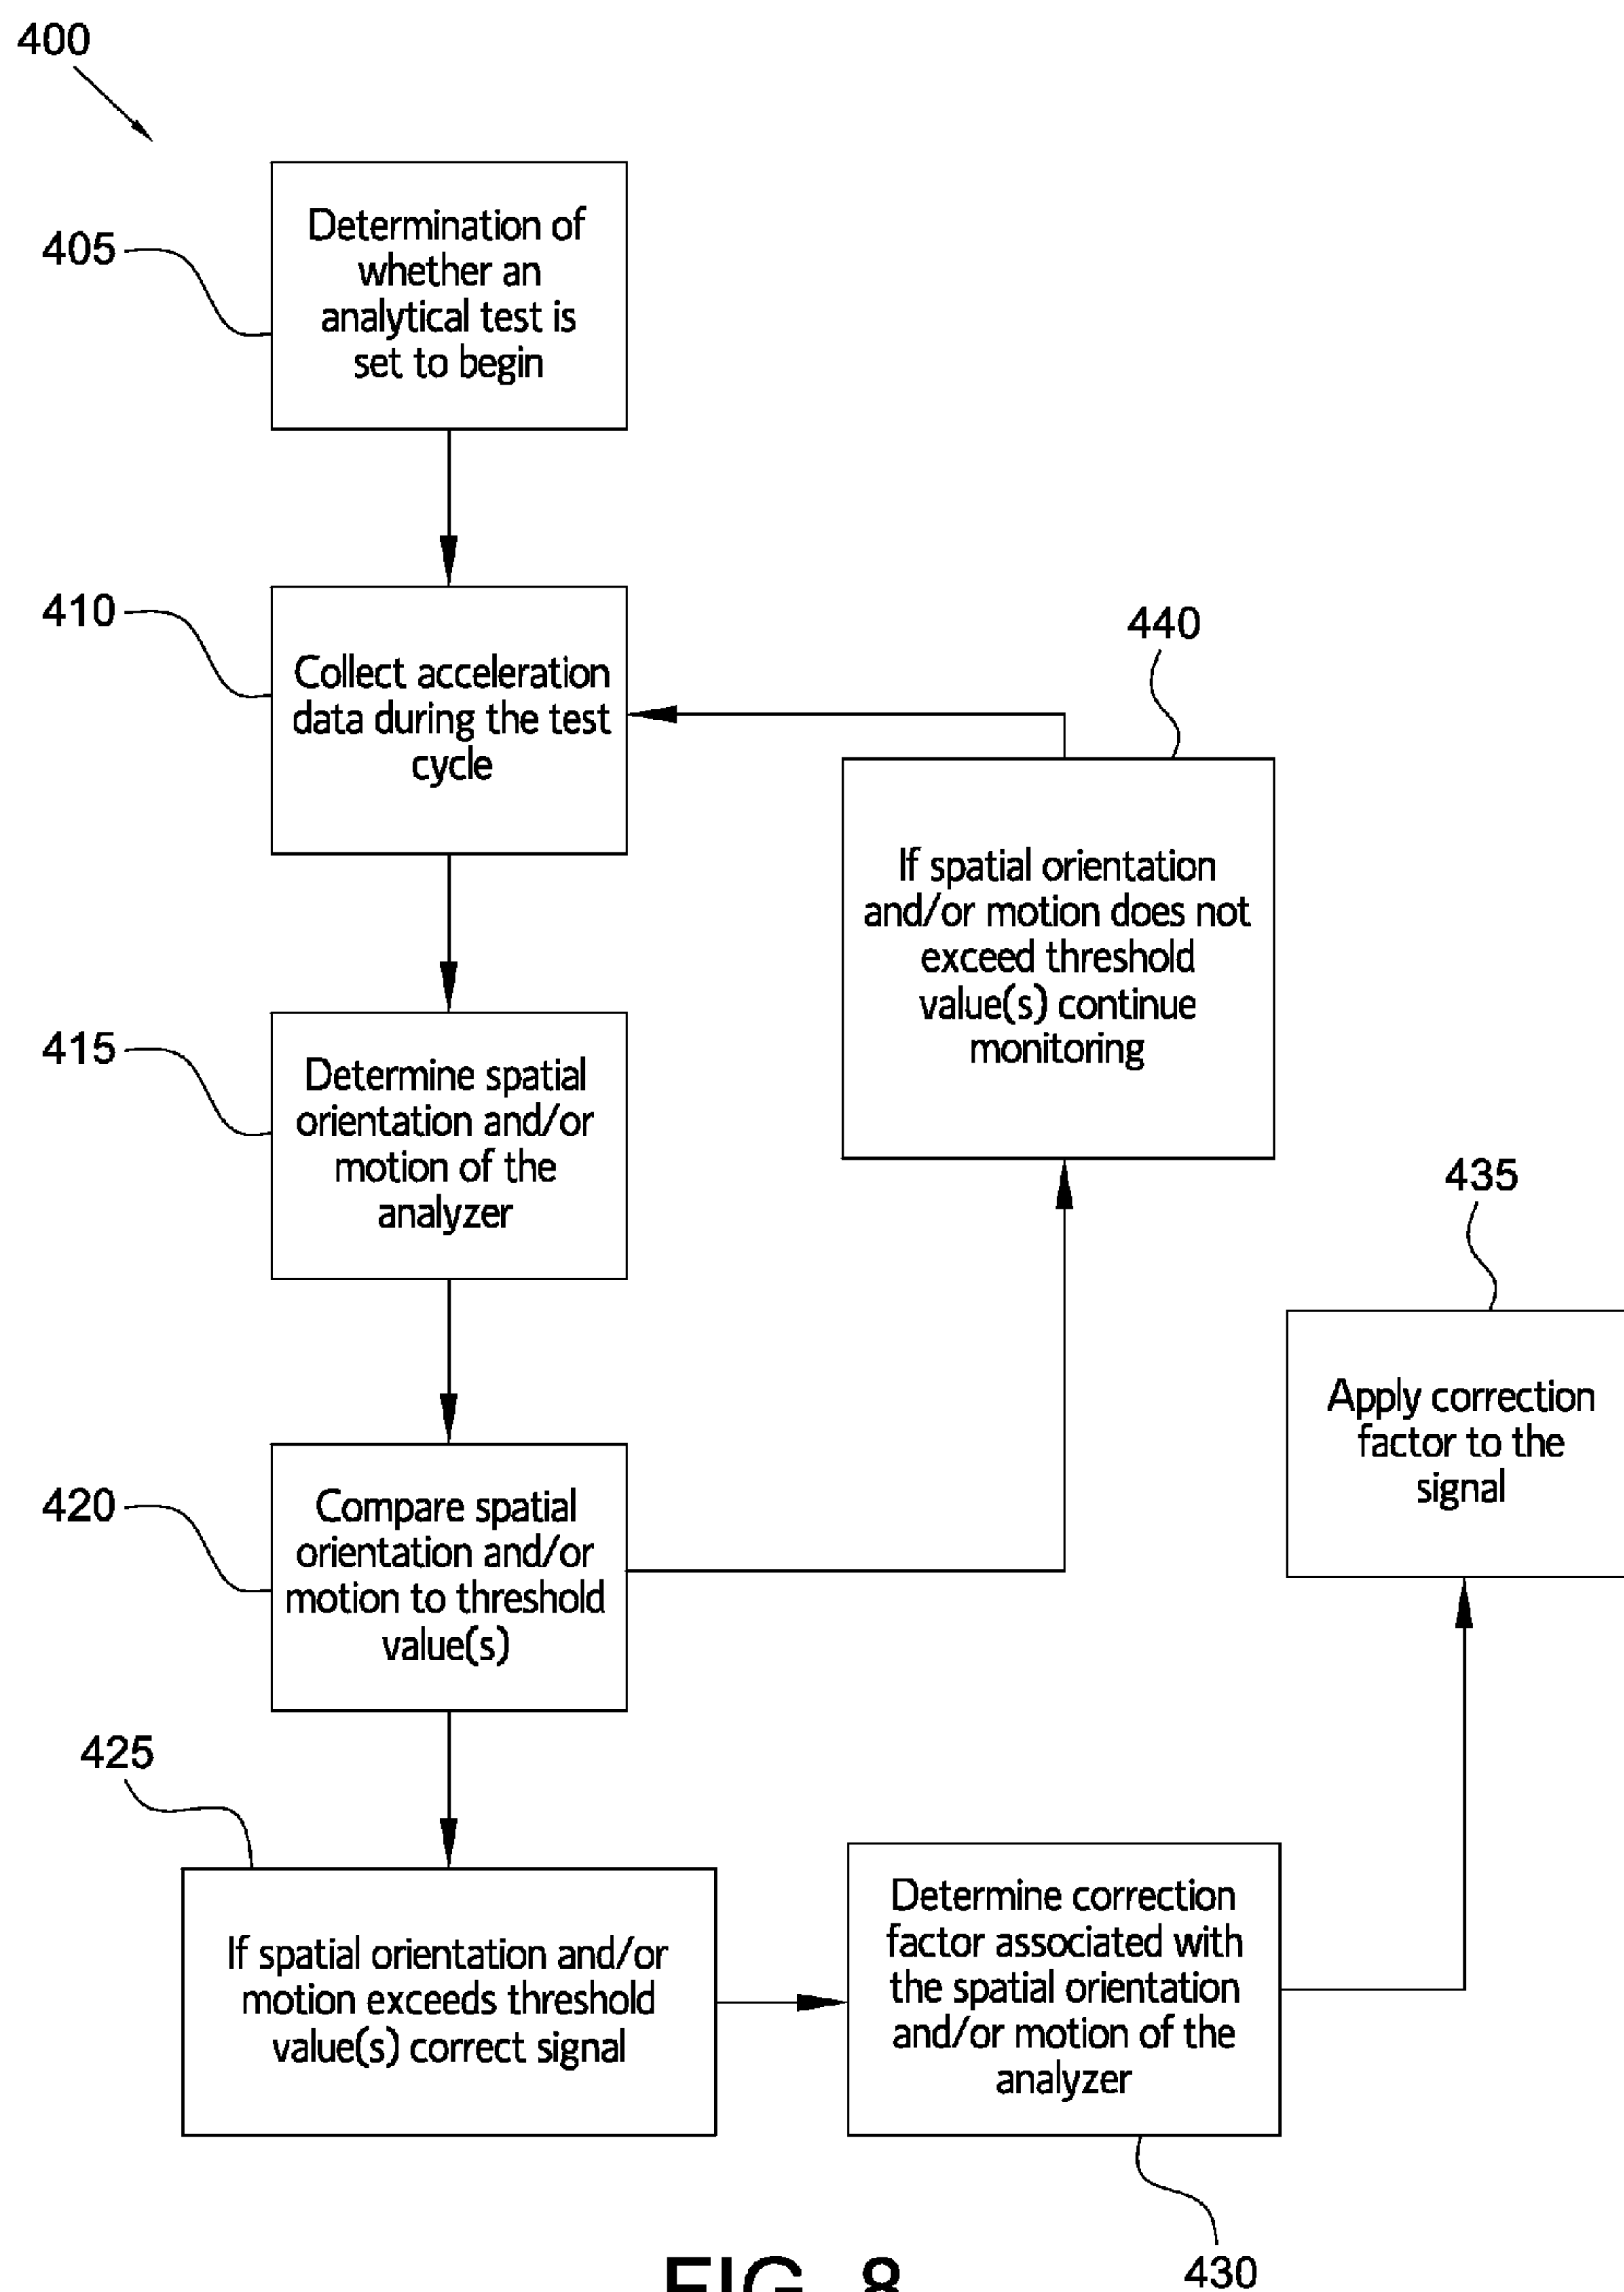 400
405
Determination of
whether an
analytical test is
set to begin
410
Collect acceleration
data during the test
cycle
440
If spatial orientation
and/or motion does not
exceed threshold
value(s) continue
monitoring
415
Determine spatial
orientation and/or
motion of the
analyzer
435
Apply correction
factor to the
signal
420
Compare spatial
orientation and/or
motion to threshold
value(s)
425
If spatial orientation and/or
motion exceeds threshold
value(s) correct signal
Determine correction
factor associated with
the spatial orientation
and/or motion of the
analyzer
430
FIG. 8